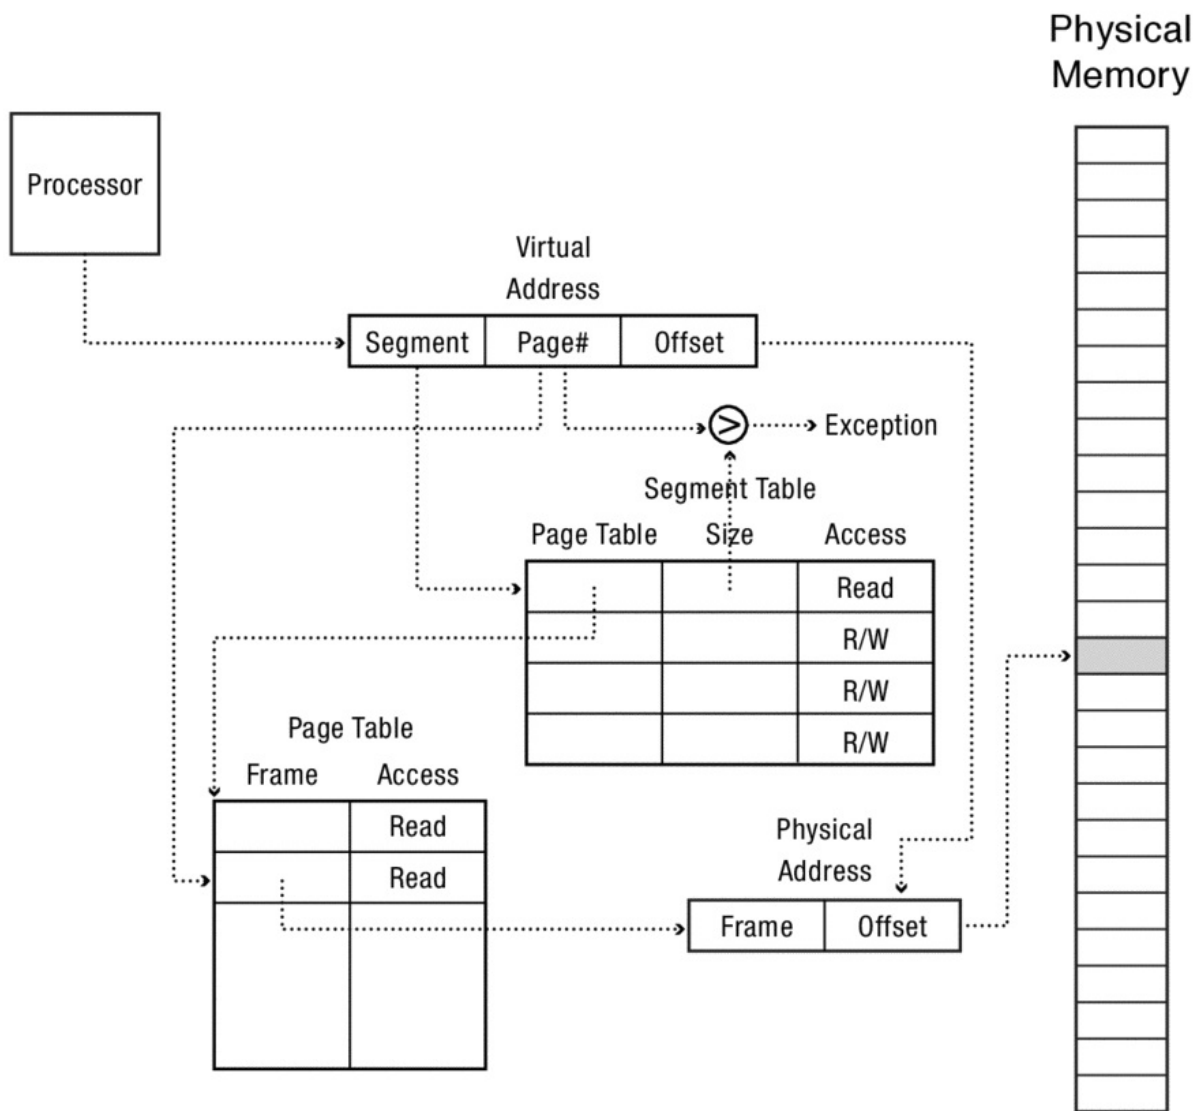 Physical
Memory
Processor
Virtual
Address
Segment Page# Offset
> Exception
Segment Table
Page Table Size Access
Read
R/W
R/W
R/W
Page Table
Frame Access
Read
Read
Physical
Address
Frame Offset